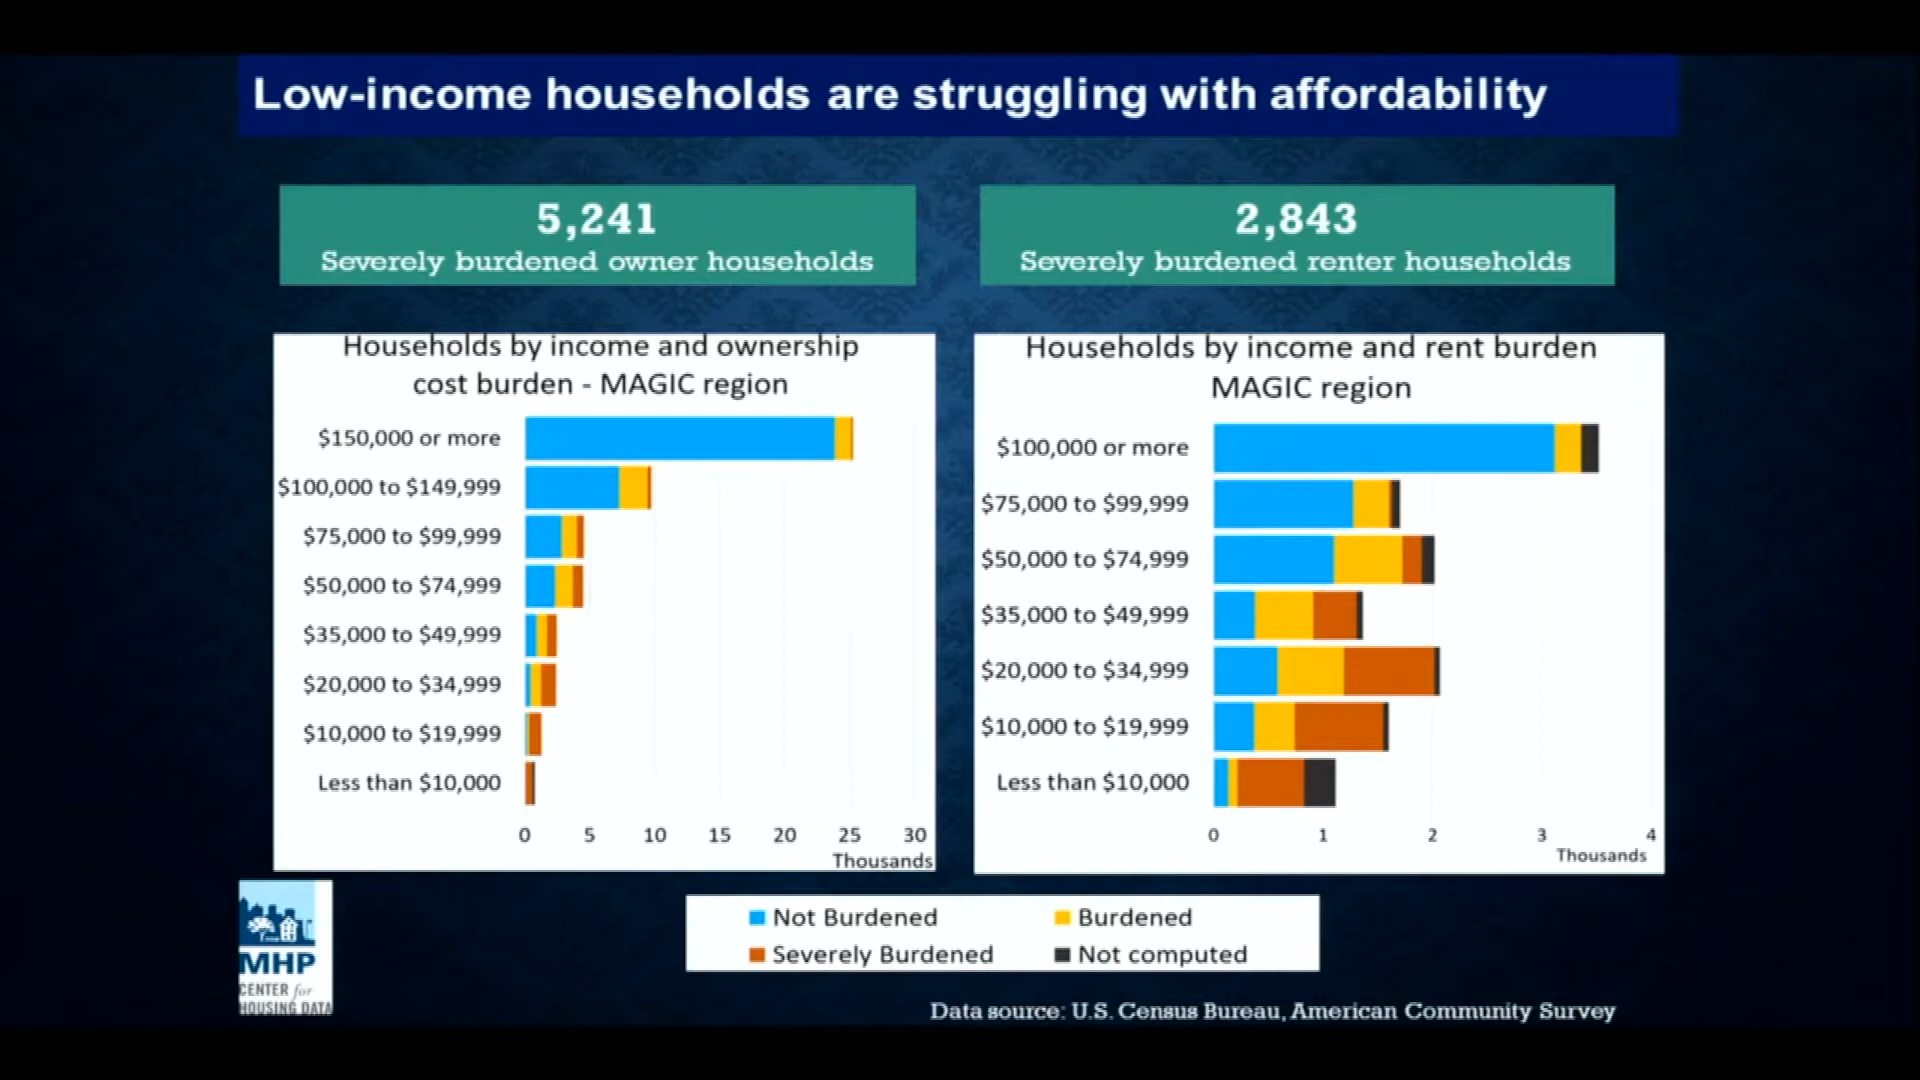 Low-income households are struggling with affordability
5,241
Severely burdened owner households
2,843
Severely burdened renter households
Households by income and ownership
cost burden - MAGIC region
$150,000 or more
$100,000 to $149,999
$75,000 to $99,999
$50,000 to $74,999
$35,000 to $49,999
$20,000 to $34,999
$10,000 to $19,999
Less than $10,000
0 5 10 15 20 25 30
Thousands
Households by income and rent burden
MAGIC region
$100,000 or more
$75,000 to $99,999
$50,000 to $74,999
$35,000 to $49,999
$20,000 to $34,999
$10,000 to $19,999
Less than $10,000
0 1 2 3 4
Thousands
Not Burdened Burdened
Severely Burdened Not computed
MHP
CENTER for
HOUSING DATA
Data source: U.S. Census Bureau, American Community Survey